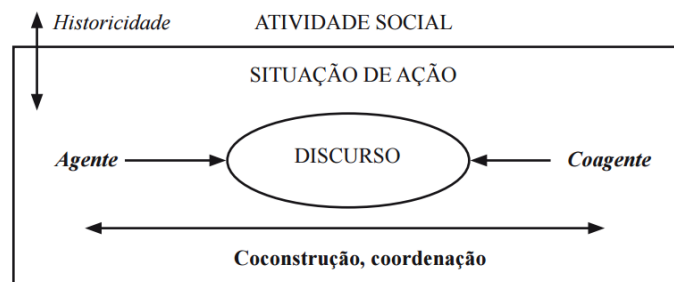 Historicidade ATIVIDADE SOCIAL
SITUAÇÃO DE AÇÃO
Agente DISCURSO Coagente
Coconstrução, coordenação